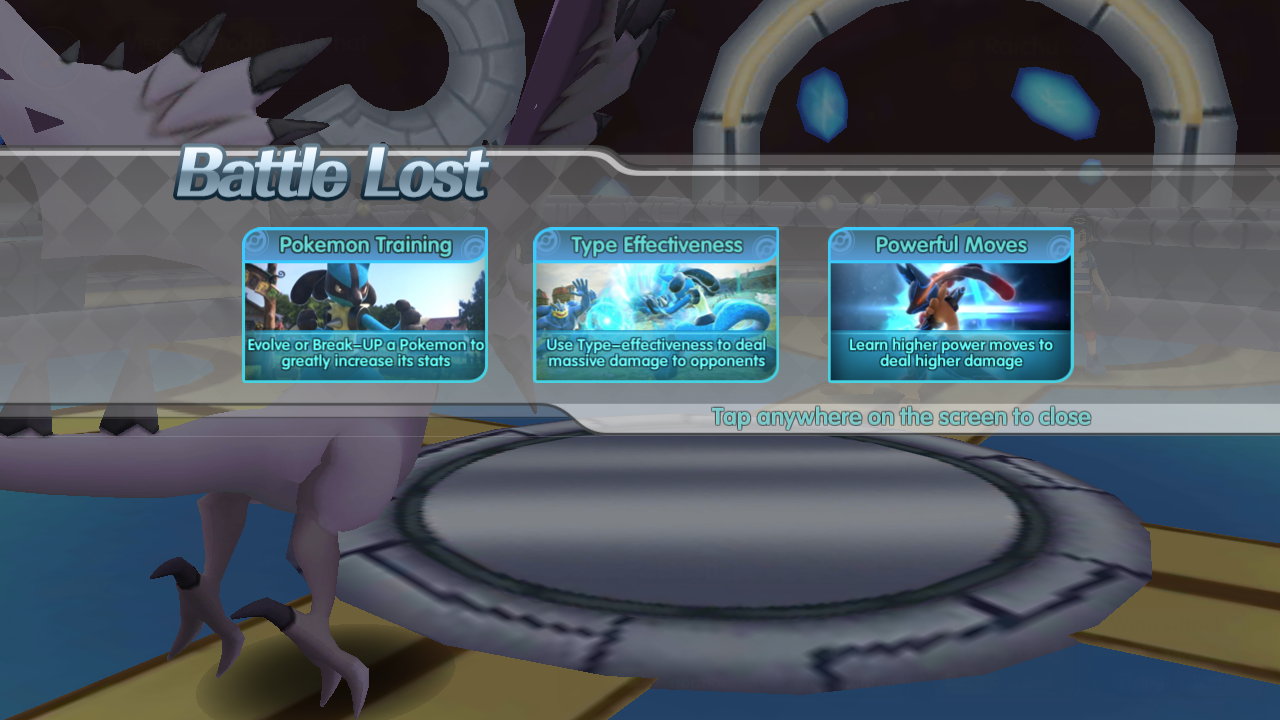 Battle Lost
Pokemon Training
Evolve or Break-UP a Pokemon to
greatly increase its stats
Type Effectiveness
Use Type-effectiveness to deal
massive damage to opponents
Powerful Moves
Learn higher power moves to
deal higher damage
Tap anywhere on the screen to close